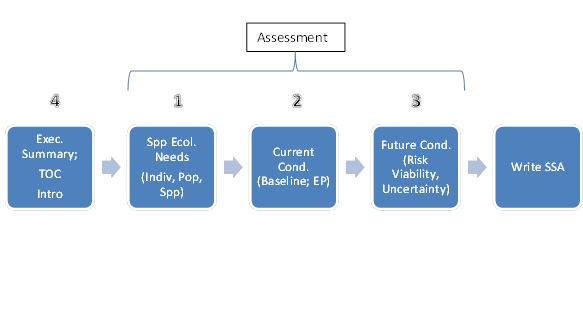 Assessment
4
1
2
3
Exec.
Summary;
TOC
Intro
Spp Ecol.
Needs
(Indiv, Pop,
Spp)
Current
Cond.
(Baseline; EP)
Future Cond.
(Risk
Viability,
Uncertainty)
Write SSA